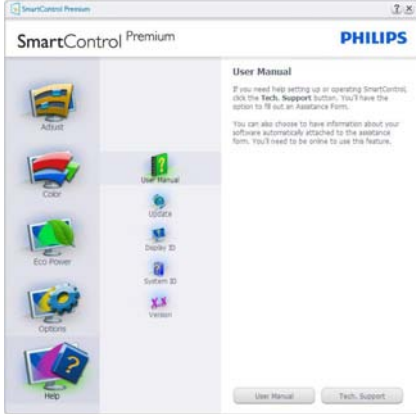 SmartControl Premium
SmartControl Premium
PHILIPS
Adjust
Color
Eco Power
Options
Help
User Manual
Update
Display ID
System ID
Version
User Manual
If you need help setting up or operating SmartControl,
click the Tech. Support button. You'll have the
option to fill out an Assistance Form.
You can also choose to have information about your
software automatically attached to the assistance
form. You'll need to be online to use this feature.
User Manual
Tech. Support